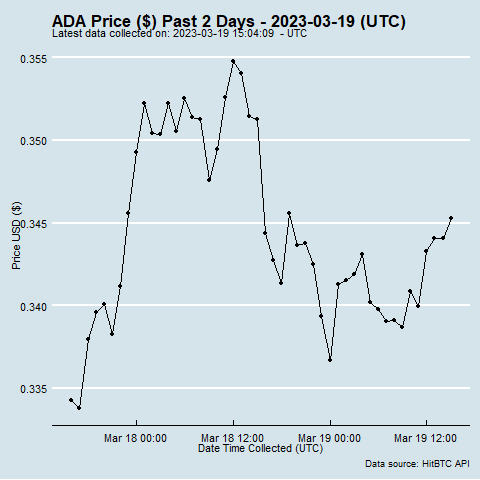 ADA Price ($) Past 2 Days - 2023-03-19 (UTC)
Latest data collected on: 2023-03-19 15:04:09 - UTC
0.355
0.350
0.345
0.340
0.335
Price USD ($)
Mar 18 00:00 Mar 18 12:00 Mar 19 00:00 Mar 19 12:00
Date Time Collected (UTC)
Data source: HitBTC API